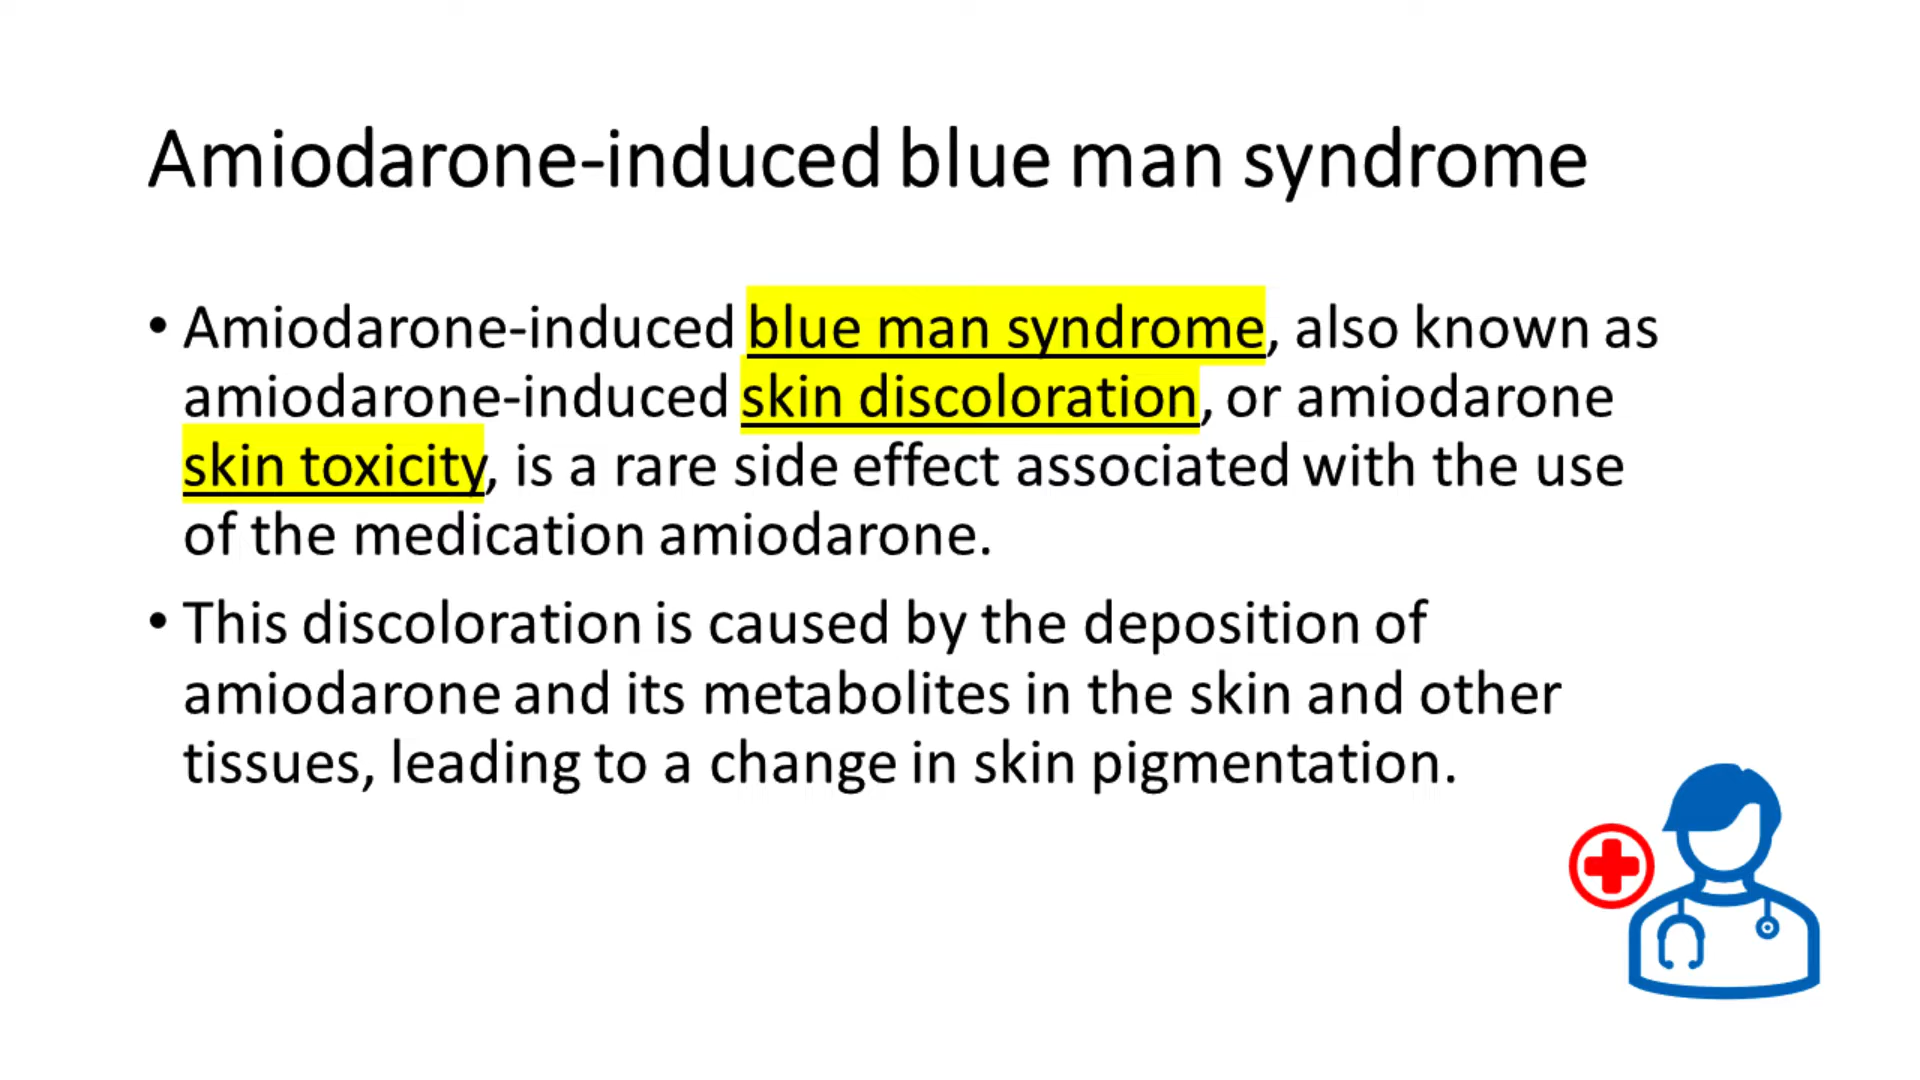 Amiodarone-induced blue man syndrome
• Amiodarone-induced blue man syndrome, also known as
amiodarone-induced skin discoloration, or amiodarone
skin toxicity, is a rare side effect associated with the use
of the medication amiodarone.
• This discoloration is caused by the deposition of
amiodarone and its metabolites in the skin and other
tissues, leading to a change in skin pigmentation.